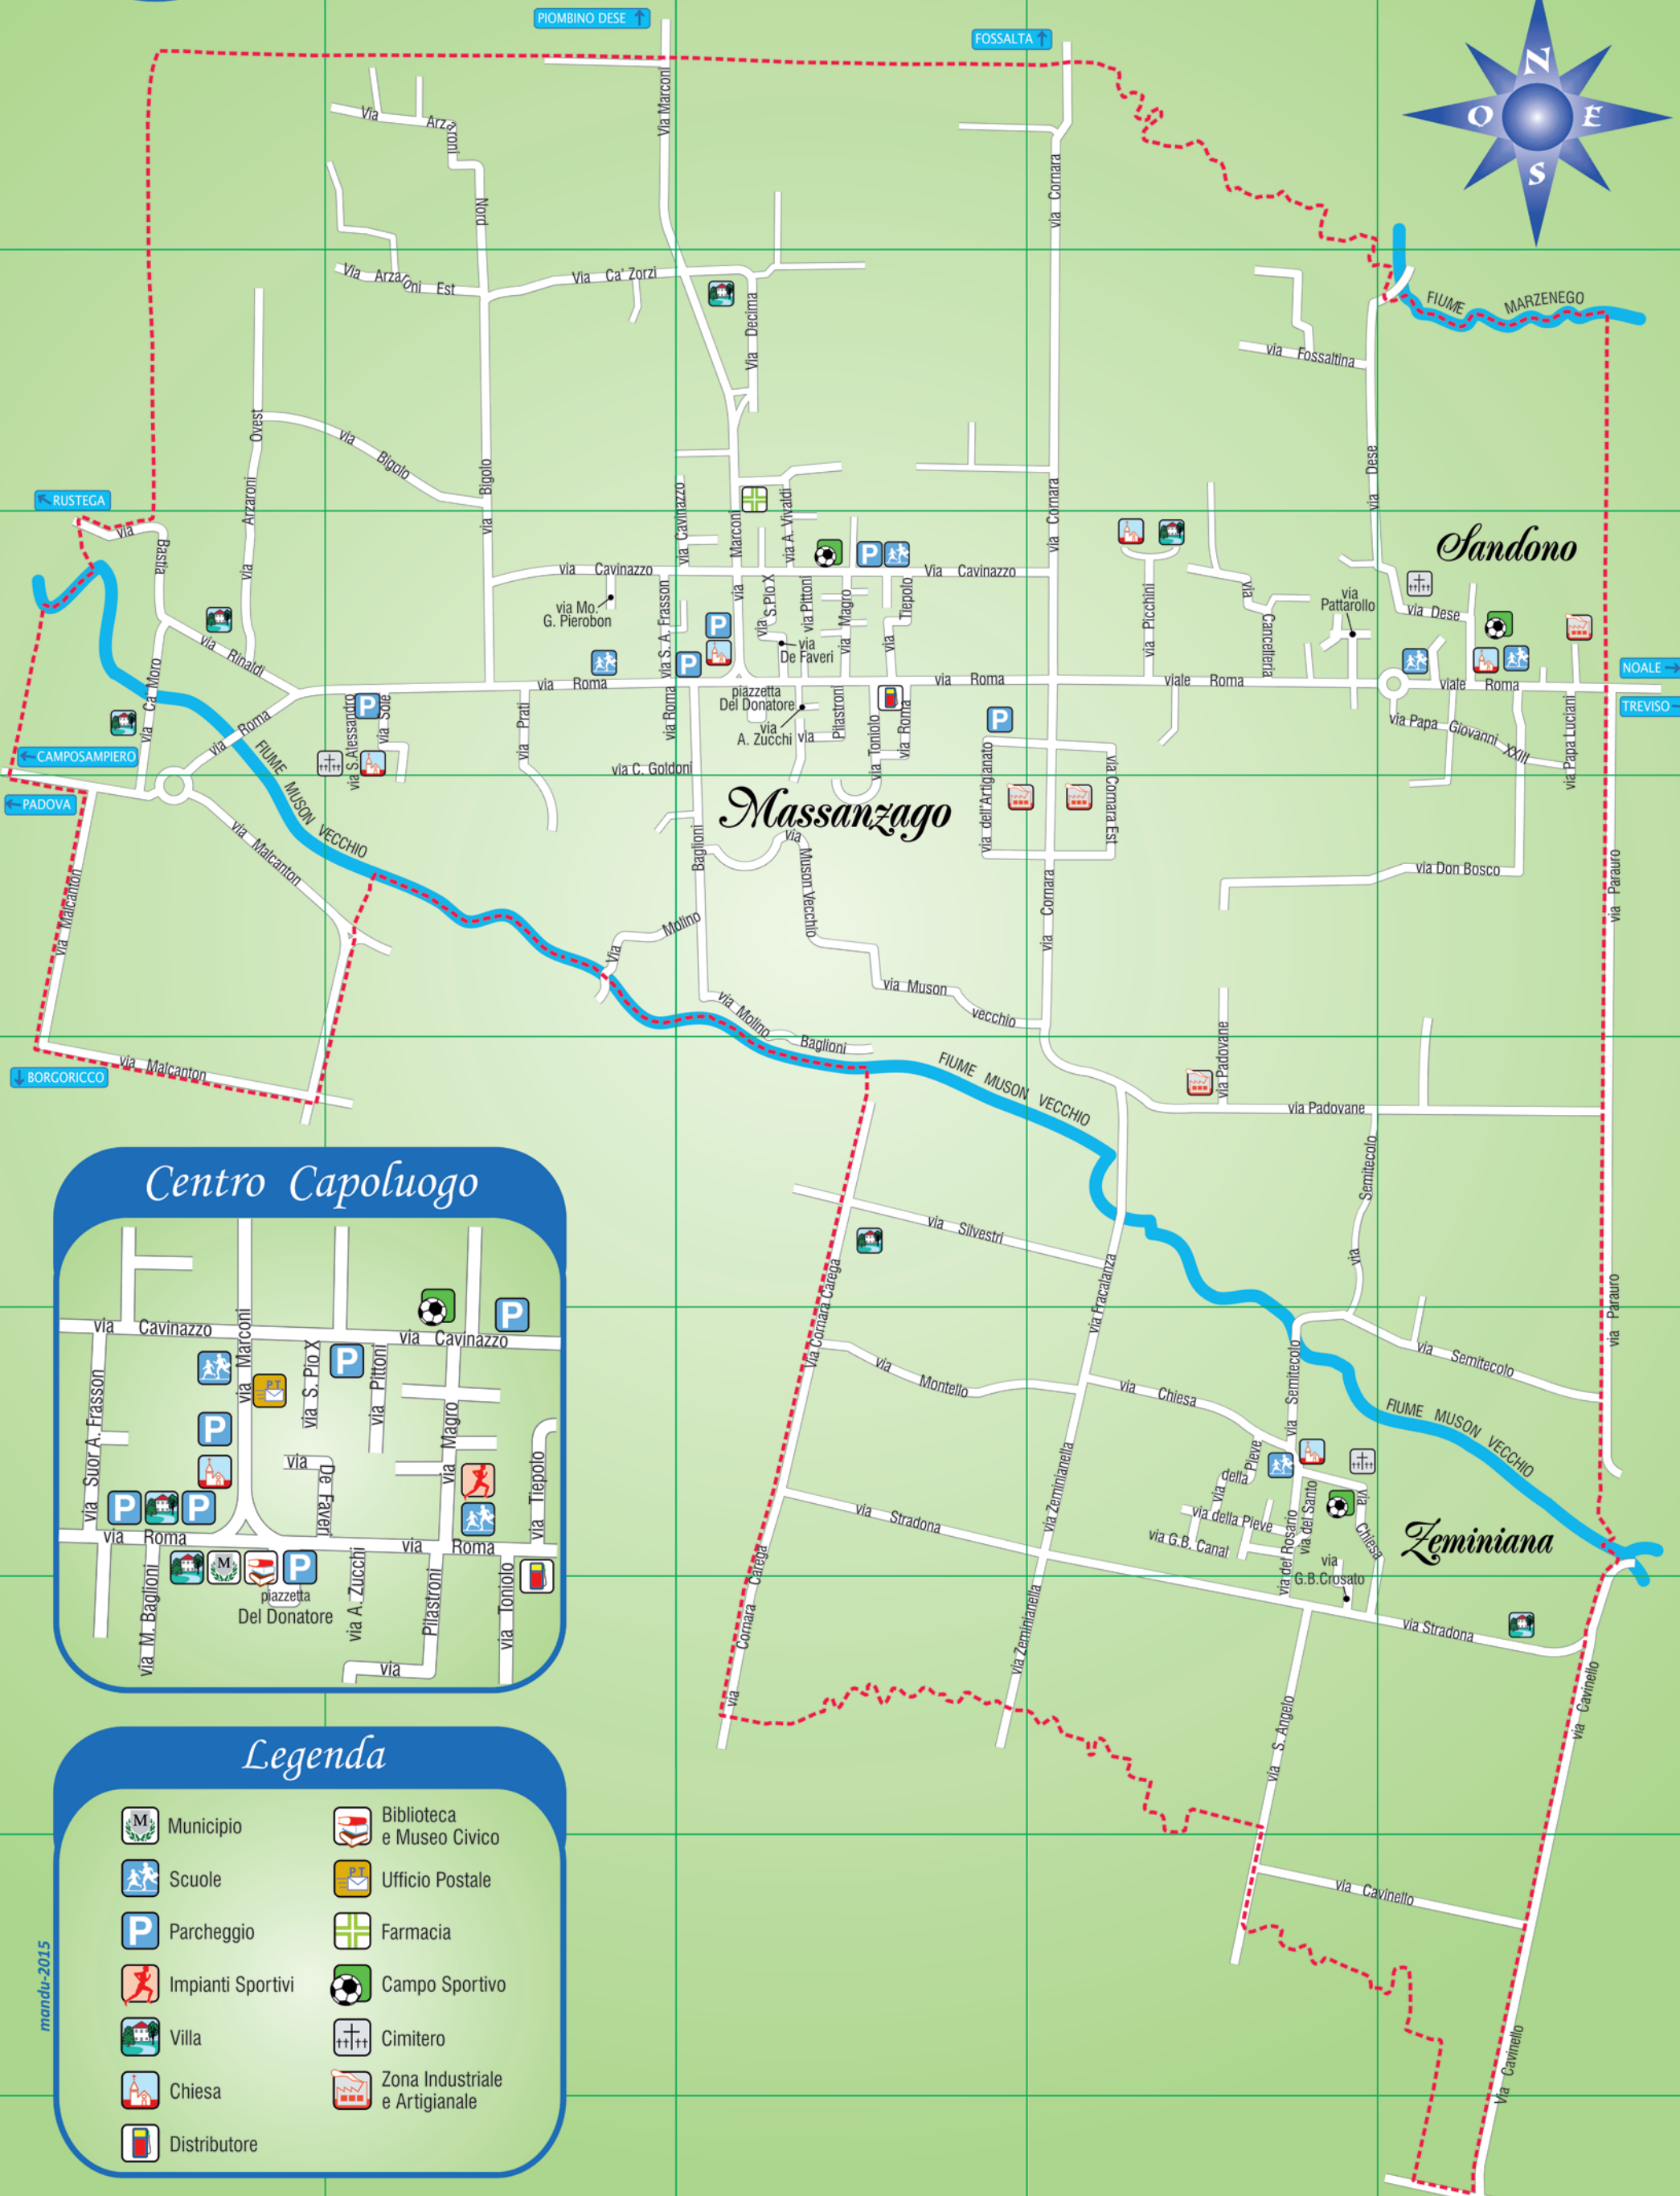 PIOMBINO DESE
FOSSALTA
N
O
E
S
Via Marconi
Via Arzaroni
Nord
via Cornara
Via Arzaroni Est
Via Ca' Zorzi
Via Decima
FIUME MARZENEGO
via Fossaltina
Ovest
via Bigolo
via Bigolo
via Dese
RUSTEGA
via Arzaroni
via Cavinazzo
Marconi
via A. Vivaldi
via Cornara
Sandono
Via Bastia
via Cavinazzo
Via Cavinazzo
via Mo.
G. Pierobon
via S. A. Frasson
via
via S.Pio X
via Pittoni
via Magro
via Tiepolo
via Picchini
via Cancelleria
via
Pattarollo
via Dese
via
De Faveri
via Rinaldi
via Ca' Moro
NOALE
TREVISO
via Roma
via Roma
viale Roma
viale Roma
via Roma
via S.Alessandro
via Sole
via Prati
via Roma
piazzetta
Del Donatore
via
A. Zucchi
via Pilastroni
via Toniolo
via Roma
via Papa Giovanni XXIII
via Papa Luciani
CAMPOSAMPIERO
PADOVA
FIUME MUSON VECCHIO
via C. Goldoni
Massanzago
via dell'Artigianato
via Cornara Est
via Malcanton
via Malcanton
Baglioni
via Muson Vecchio
via Cornara
via Don Bosco
via Parauro
Via Molino
via Muson vecchio
via Molino Baglioni
via Malcanton
BORGORICCO
FIUME MUSON VECCHIO
via Padovane
via Padovane
via Semitecolo
via Silvestri
Via Cornara Carega
via Fracalanza
via Parauro
via Montello
via Chiesa
via Semitecolo
via Semitecolo
FIUME MUSON VECCHIO
via Zeminianella
via della Pieve
via della Pieve
via G.B. Canal
via del Rosario
via del Santo
via Chiesa
Zeminiana
via
G.B.Crosato
via Stradona
via Stradona
via Cornara Carega
via Zeminianella
via S. Angelo
via Cavinello
via Cavinello
Via Cavinello
Centro Capoluogo
via Cavinazzo
via Cavinazzo
via Marconi
via Suor A. Frasson
PT
via S. Pio X
via Pittoni
via Magro
via De Faveri
via Tiepolo
via Roma
via Roma
M
piazzetta
Del Donatore
via M. Baglioni
via A. Zucchi
via Pilastroni
via Toniolo
Legenda
M
Municipio
Scuole
P
Parcheggio
Impianti Sportivi
Villa
Chiesa
Distributore
Biblioteca
e Museo Civico
PT
Ufficio Postale
Farmacia
Campo Sportivo
Cimitero
Zona Industriale
e Artigianale
mandu-2015